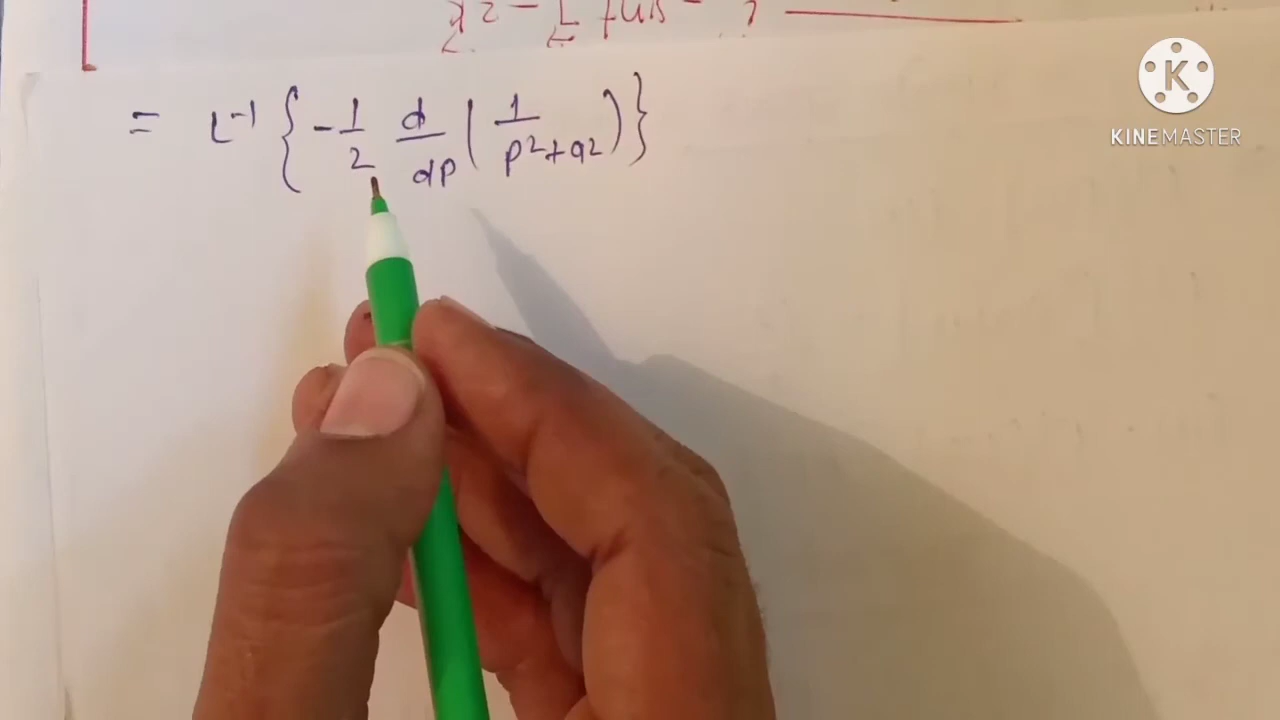 = L⁻¹ { - 1/2 d/dp ( 1/p²+a² ) }
K
KINEMASTER